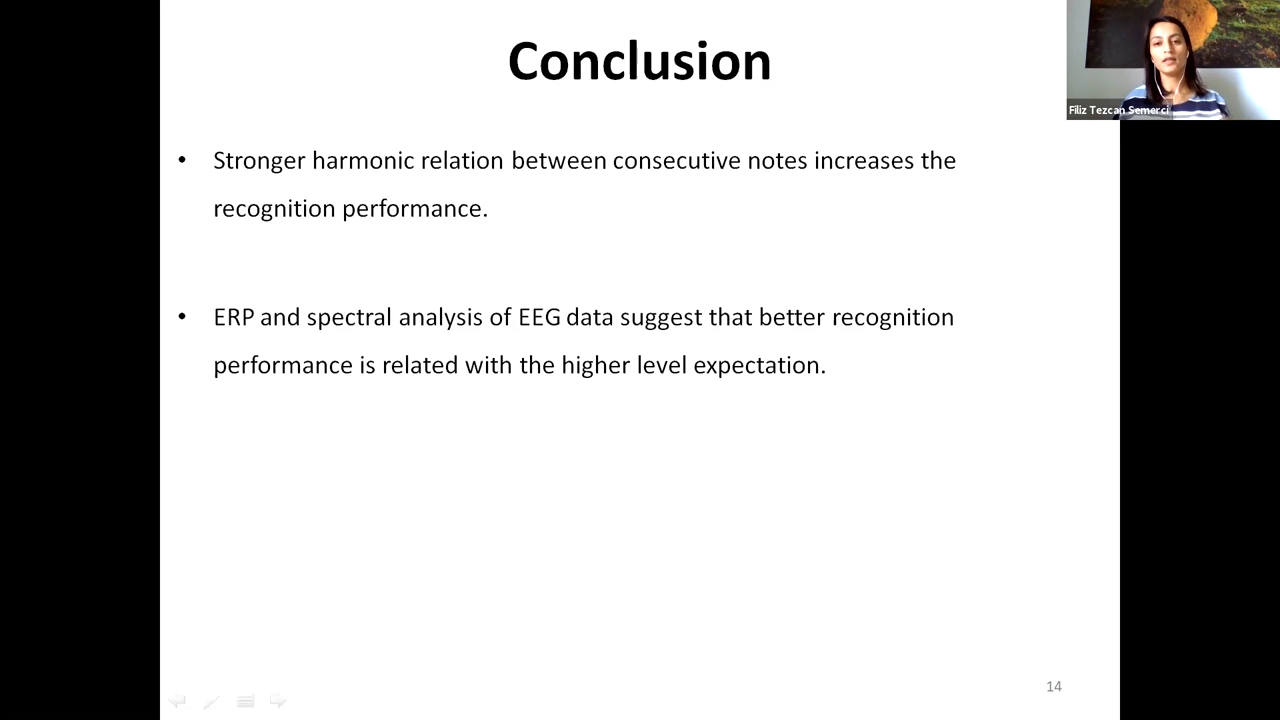 Conclusion
Filiz Tezcan Semerci
• Stronger harmonic relation between consecutive notes increases the
recognition performance.
• ERP and spectral analysis of EEG data suggest that better recognition
performance is related with the higher level expectation.
14